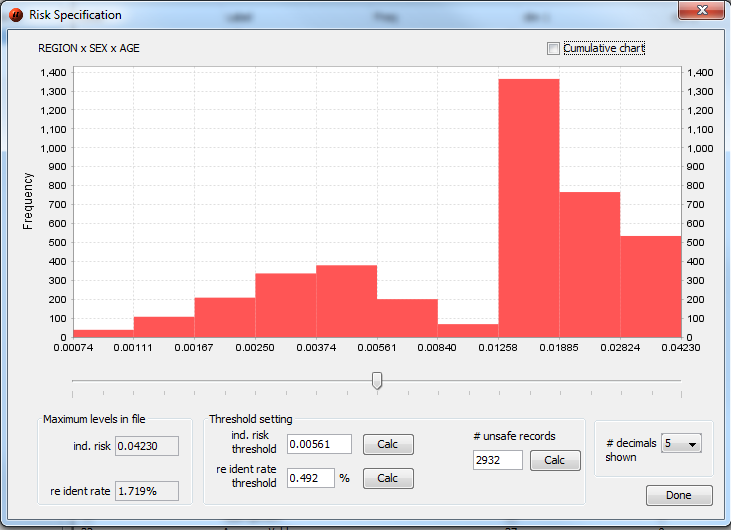 Risk Specification
REGION x SEX x AGE
Cumulative chart
1,400 1,400
1,300 1,300
1,200 1,200
1,100 1,100
1,000 1,000
900 900
800 800
700 700
600 600
500 500
400 400
300 300
200 200
100 100
0 0
Frequency
0.00074 0.00111 0.00167 0.00250 0.00374 0.00561 0.00840 0.01258 0.01885 0.02824 0.04230
Maximum levels in file
ind. risk 0.04230
re ident rate 1.719%
Threshold setting
ind. risk
threshold 0.00561 Calc
re ident rate
threshold 0.492 % Calc
# unsafe records
2932 Calc
# decimals
shown 5
Done